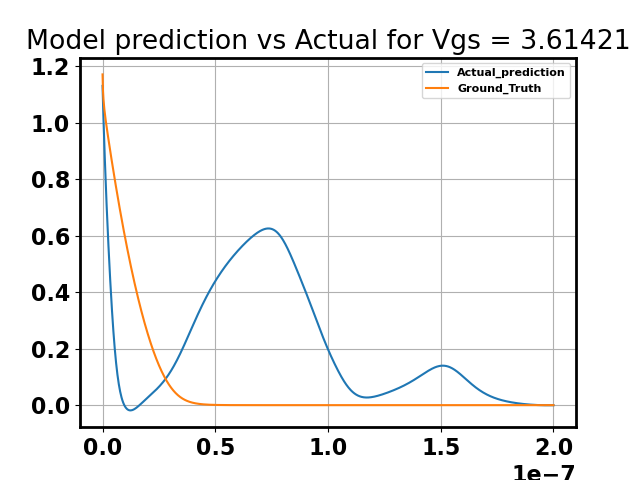 Model prediction vs Actual for Vgs = 3.61421
Actual_prediction
Ground_Truth
1.2
1.0
0.8
0.6
0.4
0.2
0.0
0.0 0.5 1.0 1.5 2.0
1e−7